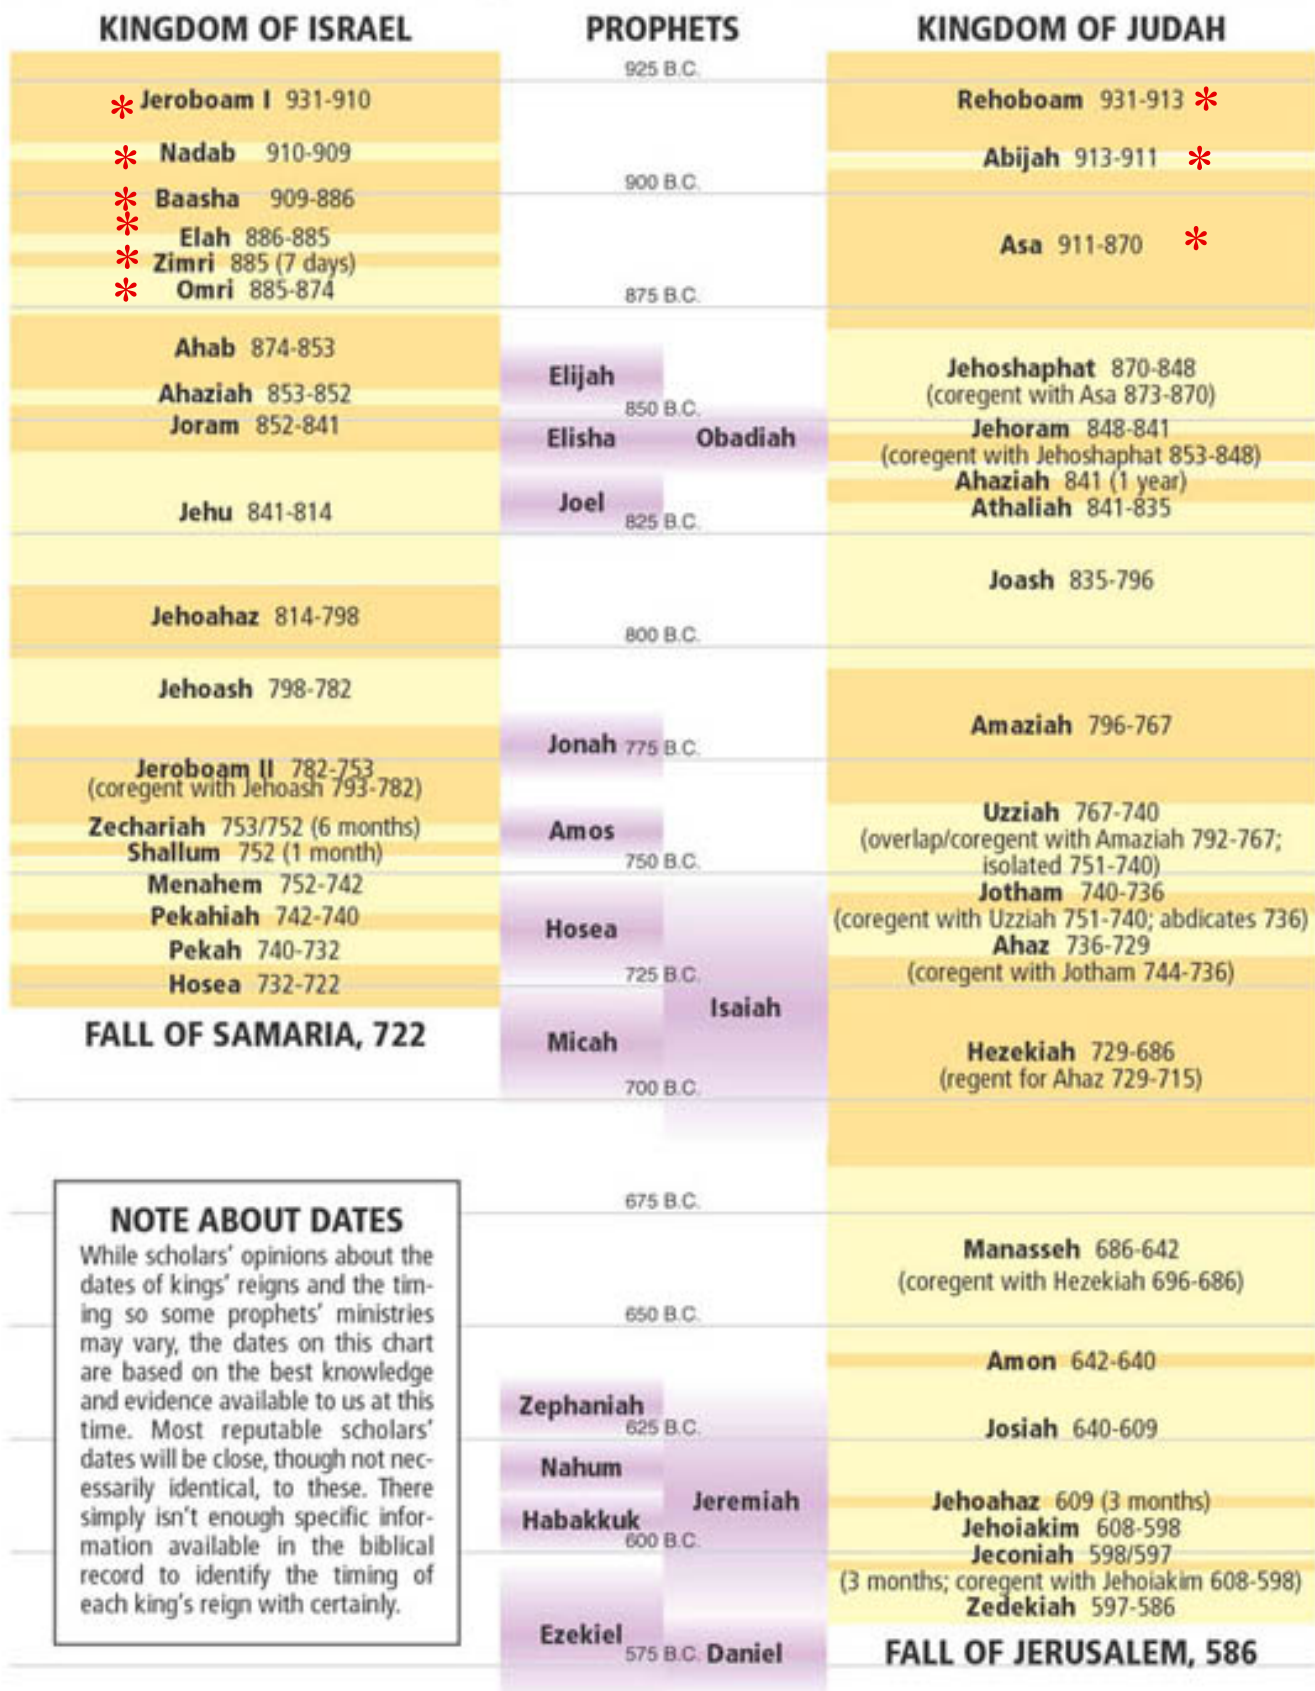 KINGDOM OF ISRAEL
* Jeroboam I 931-910
* Nadab 910-909
* Baasha 909-886
* Elah 886-885
* Zimri 885 (7 days)
* Omri 885-874
Ahab 874-853
Ahaziah 853-852
Joram 852-841
Jehu 841-814
Jehoahaz 814-798
Jehoash 798-782
Jeroboam II 782-753
(coregent with Jehoash 793-782)
Zechariah 753/752 (6 months)
Shallum 752 (1 month)
Menahem 752-742
Pekahiah 742-740
Pekah 740-732
Hosea 732-722
FALL OF SAMARIA, 722
NOTE ABOUT DATES
While scholars' opinions about the
dates of kings' reigns and the tim-
ing so some prophets' ministries
may vary, the dates on this chart
are based on the best knowledge
and evidence available to us at this
time. Most reputable scholars'
dates will be close, though not nec-
essarily identical, to these. There
simply isn't enough specific infor-
mation available in the biblical
record to identify the timing of
each king's reign with certainly.
PROPHETS
925 B.C.
900 B.C.
875 B.C.
Elijah
850 B.C.
Elisha Obadiah
Joel
825 B.C.
800 B.C.
Jonah 775 B.C.
Amos
750 B.C.
Hosea
725 B.C.
Isaiah
Micah
700 B.C.
675 B.C.
650 B.C.
Zephaniah
625 B.C.
Nahum
Jeremiah
Habakkuk
600 B.C.
Ezekiel
575 B.C. Daniel
KINGDOM OF JUDAH
Rehoboam 931-913 *
Abijah 913-911 *
Asa 911-870 *
Jehoshaphat 870-848
(coregent with Asa 873-870)
Jehoram 848-841
(coregent with Jehoshaphat 853-848)
Ahaziah 841 (1 year)
Athaliah 841-835
Joash 835-796
Amaziah 796-767
Uzziah 767-740
(overlap/coregent with Amaziah 792-767;
isolated 751-740)
Jotham 740-736
(coregent with Uzziah 751-740; abdicates 736)
Ahaz 736-729
(coregent with Jotham 744-736)
Hezekiah 729-686
(regent for Ahaz 729-715)
Manasseh 686-642
(coregent with Hezekiah 696-686)
Amon 642-640
Josiah 640-609
Jehoahaz 609 (3 months)
Jehoiakim 608-598
Jeconiah 598/597
(3 months; coregent with Jehoiakim 608-598)
Zedekiah 597-586
FALL OF JERUSALEM, 586